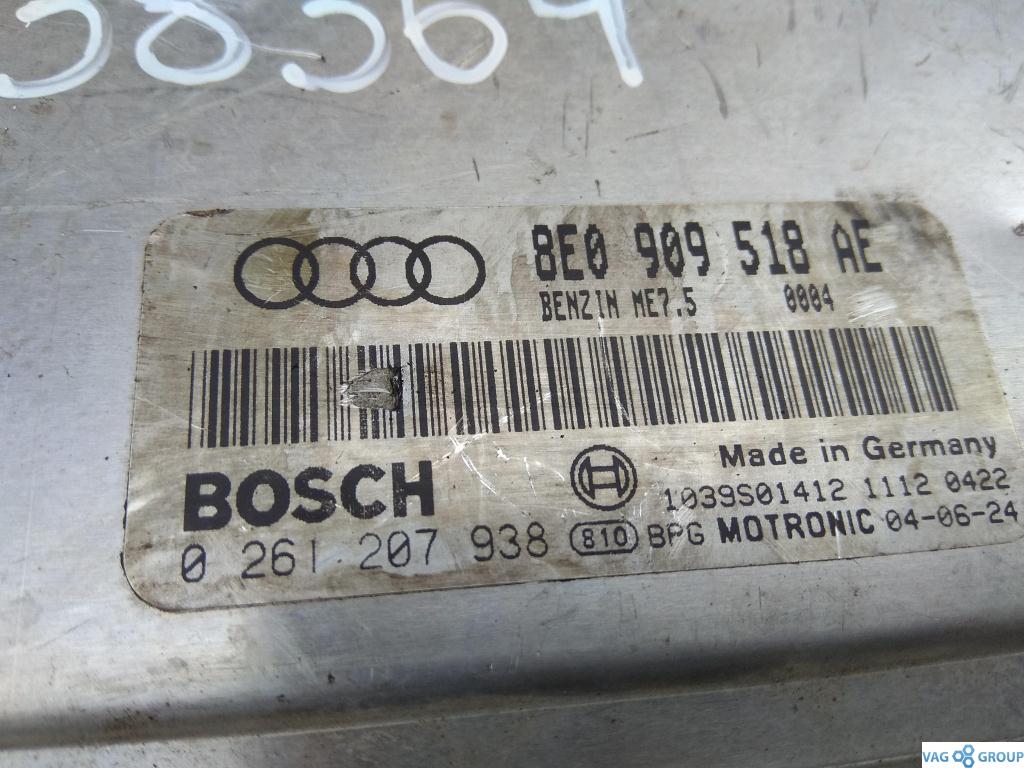 58564
8E0 909 518 AE
BENZIN ME7.5 0004
Made in Germany
BOSCH
1039S01412 1112 0422
0 261 207 938 810 BPG MOTRONIC 04-06-24
VAG GROUP